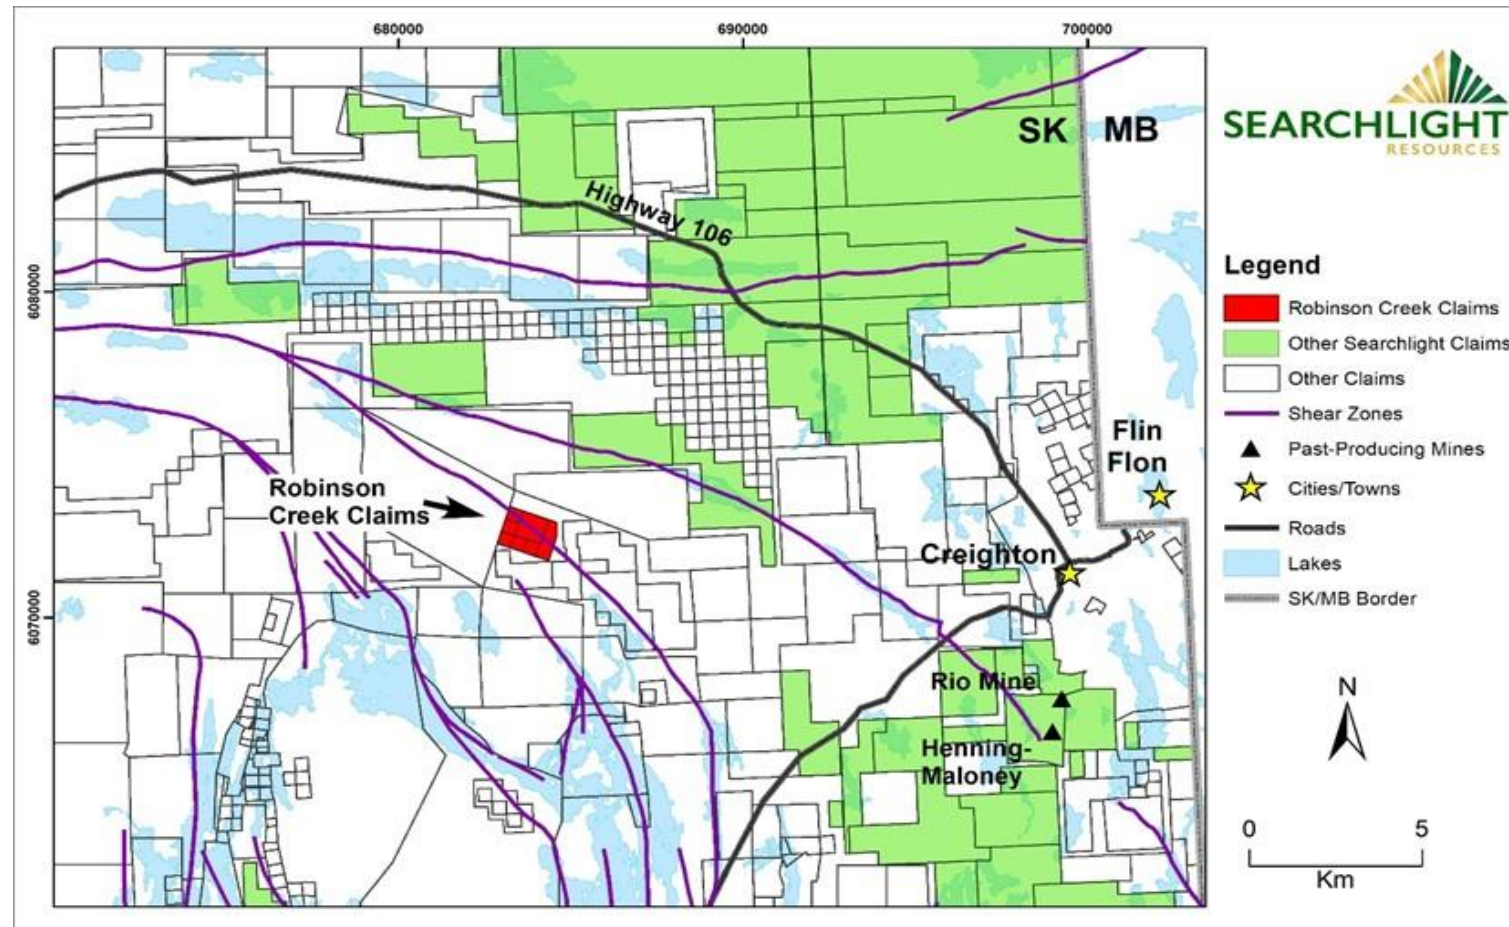 680000
690000
700000
SK
MB
SEARCHLIGHT
RESOURCES
Highway 106
6080000
6070000
Legend
Robinson Creek Claims
Other Searchlight Claims
Other Claims
Shear Zones
Past-Producing Mines
Cities/Towns
Roads
Lakes
SK/MB Border
Flin
Flon
Robinson
Creek Claims
Creighton
Rio Mine
Henning-
Maloney
N
0
5
Km